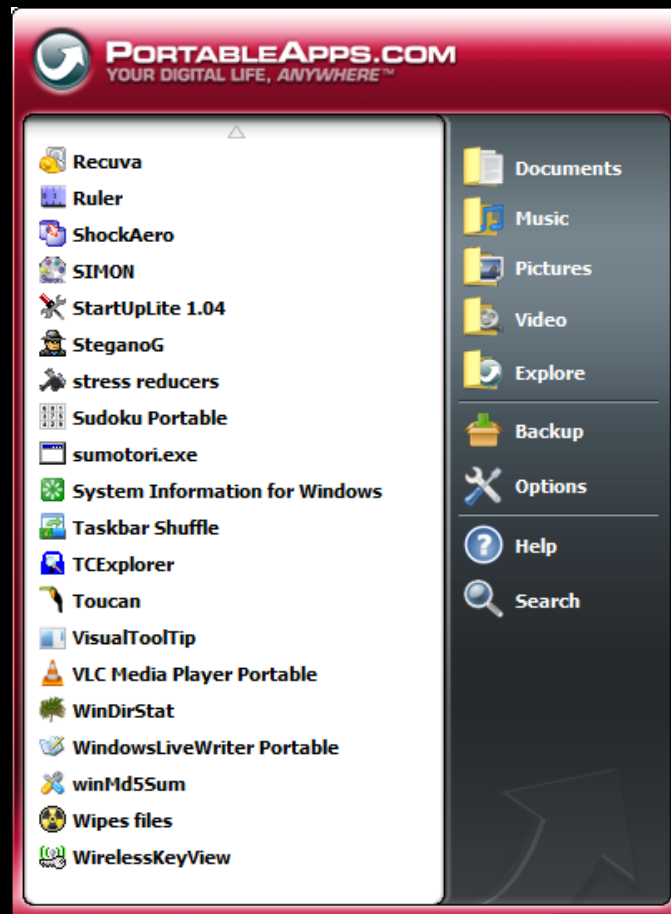 PORTABLEAPPS.COM
YOUR DIGITAL LIFE, ANYWHERE™
Recuva
Ruler
ShockAero
SIMON
StartUpLite 1.04
SteganoG
stress reducers
Sudoku Portable
sumotori.exe
System Information for Windows
Taskbar Shuffle
TCExplorer
Toucan
VisualToolTip
VLC Media Player Portable
WinDirStat
WindowsLiveWriter Portable
winMd5Sum
Wipes files
WirelessKeyView
Documents
Music
Pictures
Video
Explore
Backup
Options
Help
Search